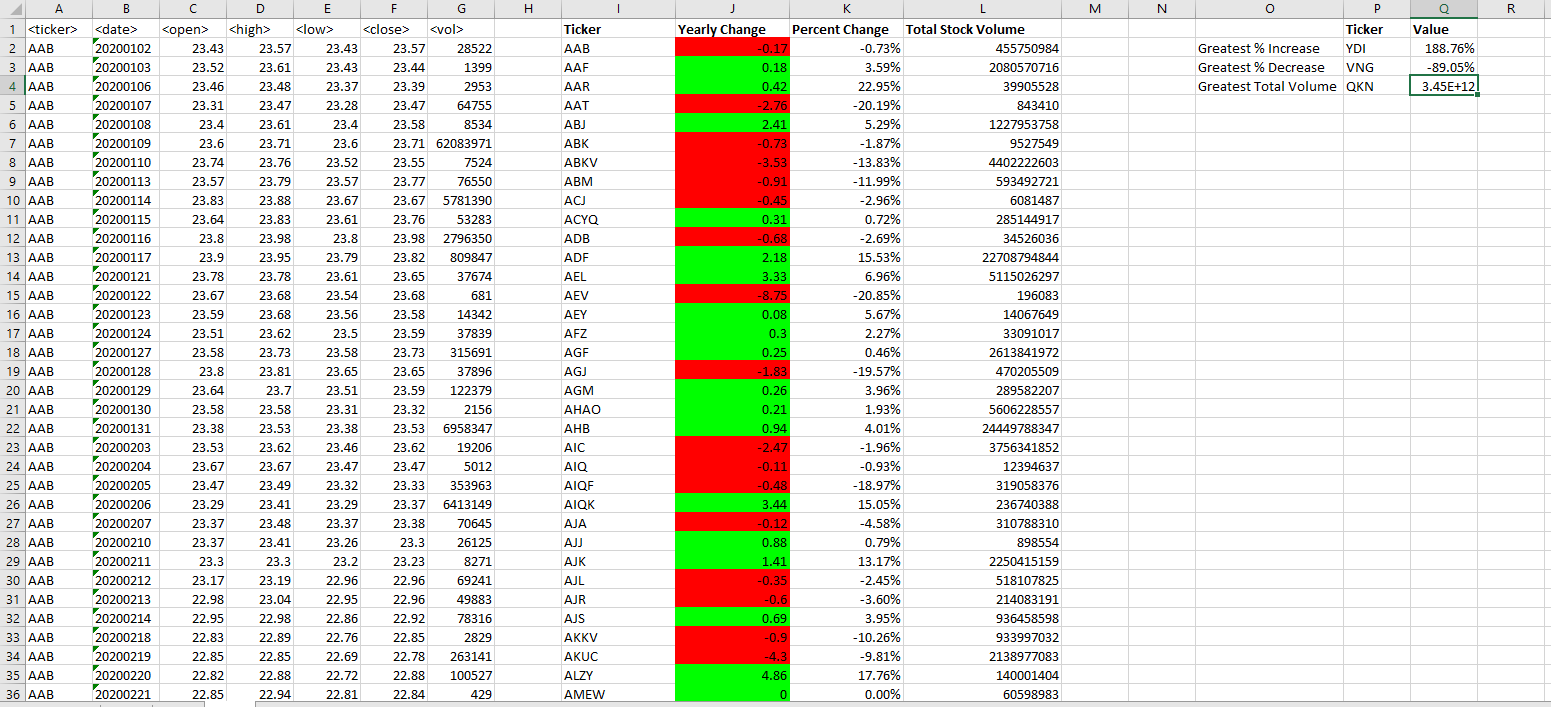 A B C D E F G H I J K L M N O P Q R
1 <ticker> <date> <open> <high> <low> <close> <vol> Ticker Yearly Change Percent Change Total Stock Volume Ticker Value
2 AAB 20200102 23.43 23.57 23.43 23.57 28522 AAB -0.17 -0.73% 455750984 Greatest % Increase YDI 188.76%
3 AAB 20200103 23.52 23.61 23.43 23.44 1399 AAF 0.18 3.59% 2080570716 Greatest % Decrease VNG -89.05%
4 AAB 20200106 23.46 23.48 23.37 23.39 2953 AAR 0.42 22.95% 39905528 Greatest Total Volume QKN 3.45E+12
5 AAB 20200107 23.31 23.47 23.28 23.47 64755 AAT -2.76 -20.19% 843410
6 AAB 20200108 23.4 23.61 23.4 23.58 8534 ABJ 2.41 5.29% 1227953758
7 AAB 20200109 23.6 23.71 23.6 23.71 62083971 ABK -0.73 -1.87% 9527549
8 AAB 20200110 23.74 23.76 23.52 23.55 7524 ABKV -3.53 -13.83% 4402222603
9 AAB 20200113 23.57 23.79 23.57 23.77 76550 ABM -0.91 -11.99% 593492721
10 AAB 20200114 23.83 23.88 23.67 23.67 5781390 ACJ -0.45 -2.96% 6081487
11 AAB 20200115 23.64 23.83 23.61 23.76 53283 ACYQ 0.31 0.72% 285144917
12 AAB 20200116 23.8 23.98 23.8 23.98 2796350 ADB -0.68 -2.69% 34526036
13 AAB 20200117 23.9 23.95 23.79 23.82 809847 ADF 2.18 15.53% 22708794844
14 AAB 20200121 23.78 23.78 23.61 23.65 37674 AEL 3.33 6.96% 5115026297
15 AAB 20200122 23.67 23.68 23.54 23.68 681 AEV -8.75 -20.85% 196083
16 AAB 20200123 23.59 23.68 23.56 23.58 14342 AEY 0.08 5.67% 14067649
17 AAB 20200124 23.51 23.62 23.5 23.59 37839 AFZ 0.3 2.27% 33091017
18 AAB 20200127 23.58 23.73 23.58 23.73 315691 AGF 0.25 0.46% 2613841972
19 AAB 20200128 23.8 23.81 23.65 23.65 37896 AGJ -1.83 -19.57% 470205509
20 AAB 20200129 23.64 23.7 23.51 23.59 122379 AGM 0.26 3.96% 289582207
21 AAB 20200130 23.58 23.58 23.31 23.32 2156 AHAO 0.21 1.93% 5606228557
22 AAB 20200131 23.38 23.53 23.38 23.53 6958347 AHB 0.94 4.01% 24449788347
23 AAB 20200203 23.53 23.62 23.46 23.62 19206 AIC -2.47 -1.96% 3756341852
24 AAB 20200204 23.67 23.67 23.47 23.47 5012 AIQ -0.11 -0.93% 12394637
25 AAB 20200205 23.47 23.49 23.32 23.33 353963 AIQF -0.48 -18.97% 319058376
26 AAB 20200206 23.29 23.41 23.29 23.37 6413149 AIQK 3.44 15.05% 236740388
27 AAB 20200207 23.37 23.48 23.37 23.38 70645 AJA -0.12 -4.58% 310788310
28 AAB 20200210 23.37 23.41 23.26 23.3 26125 AJJ 0.88 0.79% 898554
29 AAB 20200211 23.3 23.3 23.2 23.23 8271 AJK 1.41 13.17% 2250415159
30 AAB 20200212 23.17 23.19 22.96 22.96 69241 AJL -0.35 -2.45% 518107825
31 AAB 20200213 22.98 23.04 22.95 22.96 49883 AJR -0.6 -3.60% 214083191
32 AAB 20200214 22.95 22.98 22.86 22.92 78316 AJS 0.69 3.95% 936458598
33 AAB 20200218 22.83 22.89 22.76 22.85 2829 AKKV -0.9 -10.26% 933997032
34 AAB 20200219 22.85 22.85 22.69 22.78 263141 AKUC -4.3 -9.81% 2138977083
35 AAB 20200220 22.82 22.88 22.72 22.88 100527 ALZY 4.86 17.76% 140001404
36 AAB 20200221 22.85 22.94 22.81 22.84 429 AMEW 0 0.00% 60598983